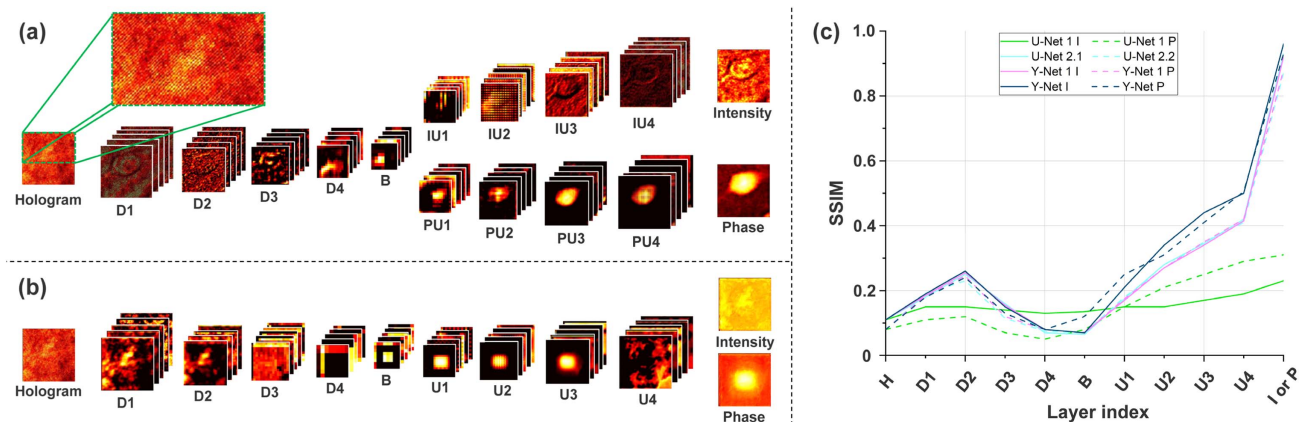 (a)
IU1 IU2 IU3 IU4 Intensity
Hologram D1 D2 D3 D4 B
PU1 PU2 PU3 PU4 Phase
(b)
Intensity
Hologram D1 D2 D3 D4 B U1 U2 U3 U4
Phase
(c)
U-Net 1 I U-Net 1 P
U-Net 2.1 U-Net 2.2
Y-Net 1 I Y-Net 1 P
Y-Net I Y-Net P
SSIM
1.0
0.8
0.6
0.4
0.2
0.0
H D1 D2 D3 D4 B U1 U2 U3 U4 I or P
Layer index